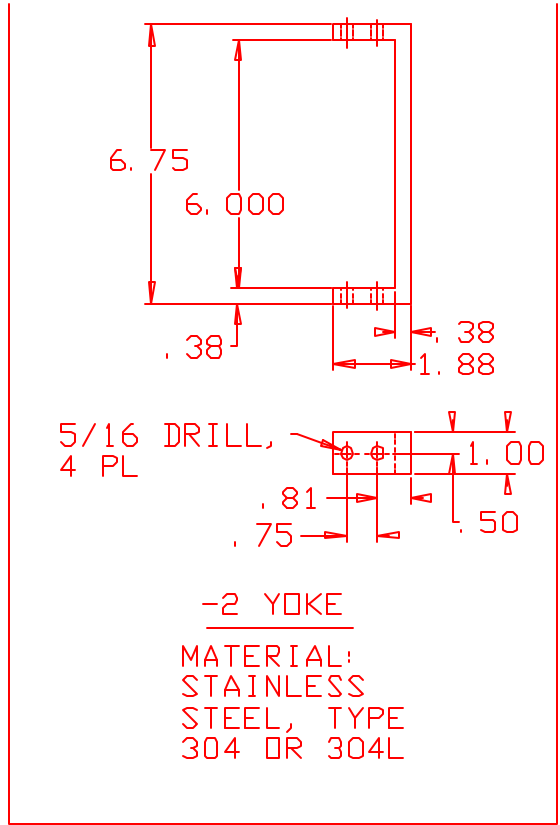 6.75
6.000
.38
.38
1.88
5/16 DRILL,
4 PL
1.00
.81
.50
.75
-2 YOKE
MATERIAL:
STAINLESS
STEEL, TYPE
304 OR 304L